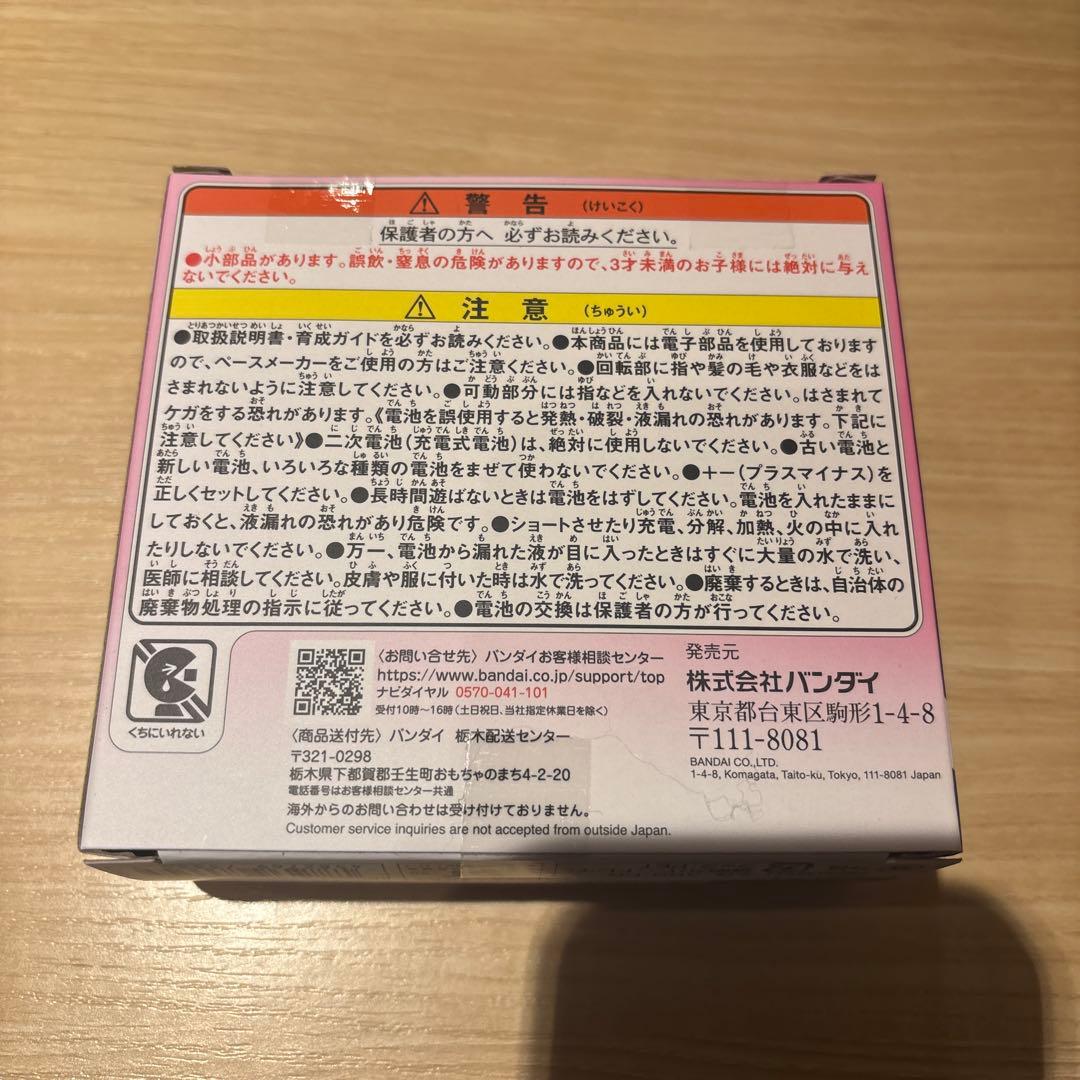 ⚠ 警告 (けいこく)
保護者の方へ 必ずお読みください。
●小部品があります。誤飲・窒息の危険がありますので、3才未満のお子様には絶対に与え
ないでください。
⚠ 注意 (ちゅうい)
●取扱説明書・育成ガイドを必ずお読みください。●本商品には電子部品を使用しております
ので、ペースメーカーをご使用の方はご注意ください。●回転部に指や髪の毛や衣服などをは
さまれないように注意してください。●可動部分には指などを入れないでください。はさまれて
ケガをする恐れがあります。《電池を誤使用すると発熱・破裂・液漏れの恐れがあります。下記に
注意してください》●二次電池(充電式電池)は、絶対に使用しないでください。●古い電池と
新しい電池、いろいろな種類の電池をまぜて使わないでください。●+-(プラスマイナス)を
正しくセットしてください。●長時間遊ばないときは電池をはずしてください。電池を入れたままに
しておくと、液漏れの恐れがあり危険です。●ショートさせたり充電、分解、加熱、火の中に入れ
たりしないでください。●万一、電池から漏れた液が目に入ったときはすぐに大量の水で洗い、
医師に相談してください。皮膚や服に付いた時は水で洗ってください。●廃棄するときは、自治体の
廃棄物処理の指示に従ってください。●電池の交換は保護者の方が行ってください。
くちにいれない
〈お問い合せ先〉バンダイお客様相談センター
https://www.bandai.co.jp/support/top
ナビダイヤル 0570-041-101
受付10時～16時(土日祝日、当社指定休業日を除く)
〈商品送付先〉バンダイ 栃木配送センター
〒321-0298
栃木県下都賀郡壬生町おもちゃのまち4-2-20
電話番号はお客様相談センター共通
海外からのお問い合わせは受け付けておりません。
Customer service inquiries are not accepted from outside Japan.
発売元
株式会社バンダイ
東京都台東区駒形1-4-8
〒111-8081
BANDAI CO.,LTD.
1-4-8, Komagata, Taito-ku, Tokyo, 111-8081 Japan